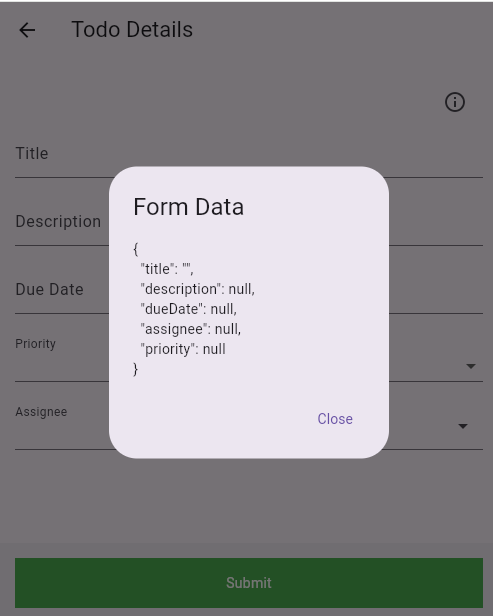 Todo Details
Title
Description
Due Date
Priority
Assignee
Form Data
{
  "title": "",
  "description": null,
  "dueDate": null,
  "assignee": null,
  "priority": null
}
Close
Submit